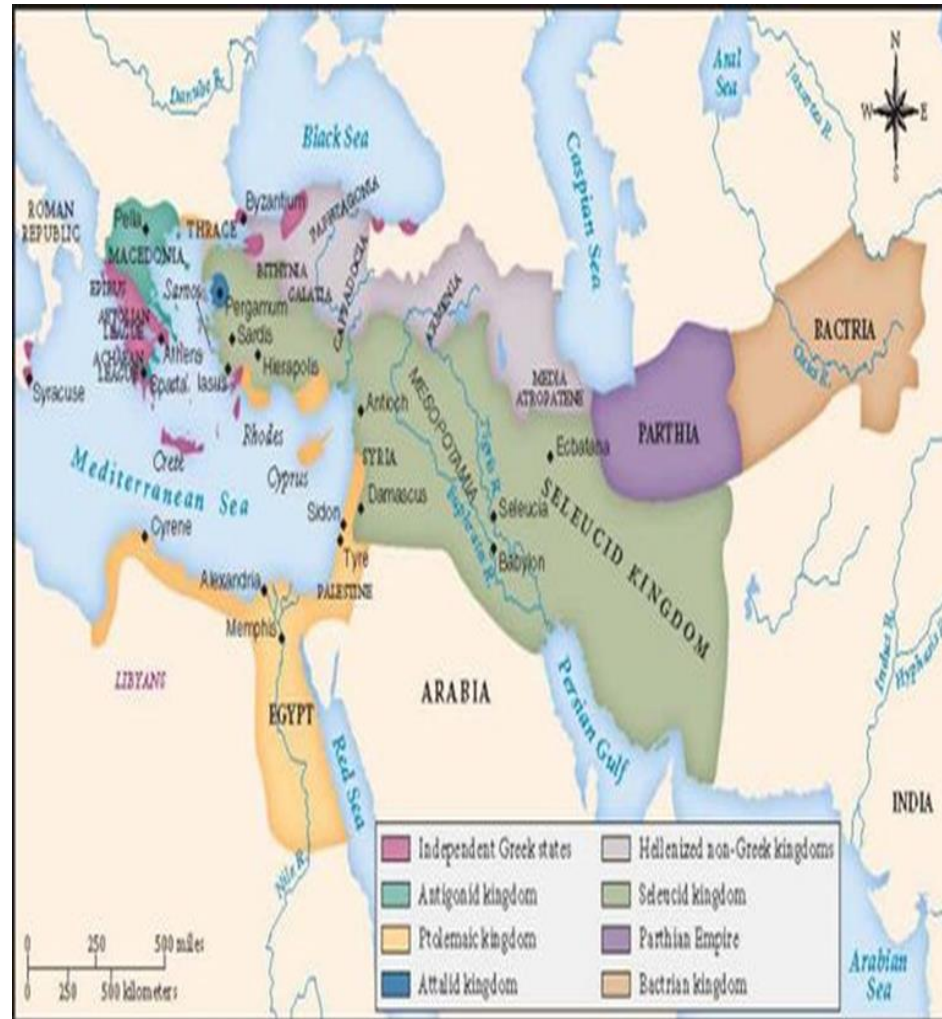 N
W
E
S
Aral
Sea
Jaxartes R.
Danube R.
Black Sea
Caspian Sea
ROMAN
REPUBLIC
Byzantium
PAPHLAGONIA
Pella
THRACE
MACEDONIA
BITHYNIA
GALATIA
CAPPADOCIA
ARMENIA
EPIRUS
Samos
Pergamum
AETOLIAN
LEAGUE
Sardis
ACHAEAN
LEAGUE
Athens
Hierapolis
Sparta
Iasus
Syracuse
BACTRIA
Oxus R.
MEDIA
ATROPATENE
PARTHIA
Antioch
MESOPOTAMIA
Tigris R.
Ecbatana
Rhodes
Crete
Cyprus
SYRIA
Mediterranean Sea
Damascus
Euphrates R.
Seleucia
SELEUCID KINGDOM
Cyrene
Sidon
Tyre
Babylon
Alexandria
PALESTINE
Memphis
LIBYANS
EGYPT
ARABIA
Persian Gulf
Red Sea
Indus R.
Hyphasis R.
INDIA
Nile R.
Arabian
Sea
Independent Greek states
Hellenized non-Greek kingdoms
Antigonid kingdom
Seleucid kingdom
Ptolemaic kingdom
Parthian Empire
Attalid kingdom
Bactrian kingdom
0 250 500 miles
0 250 500 kilometers